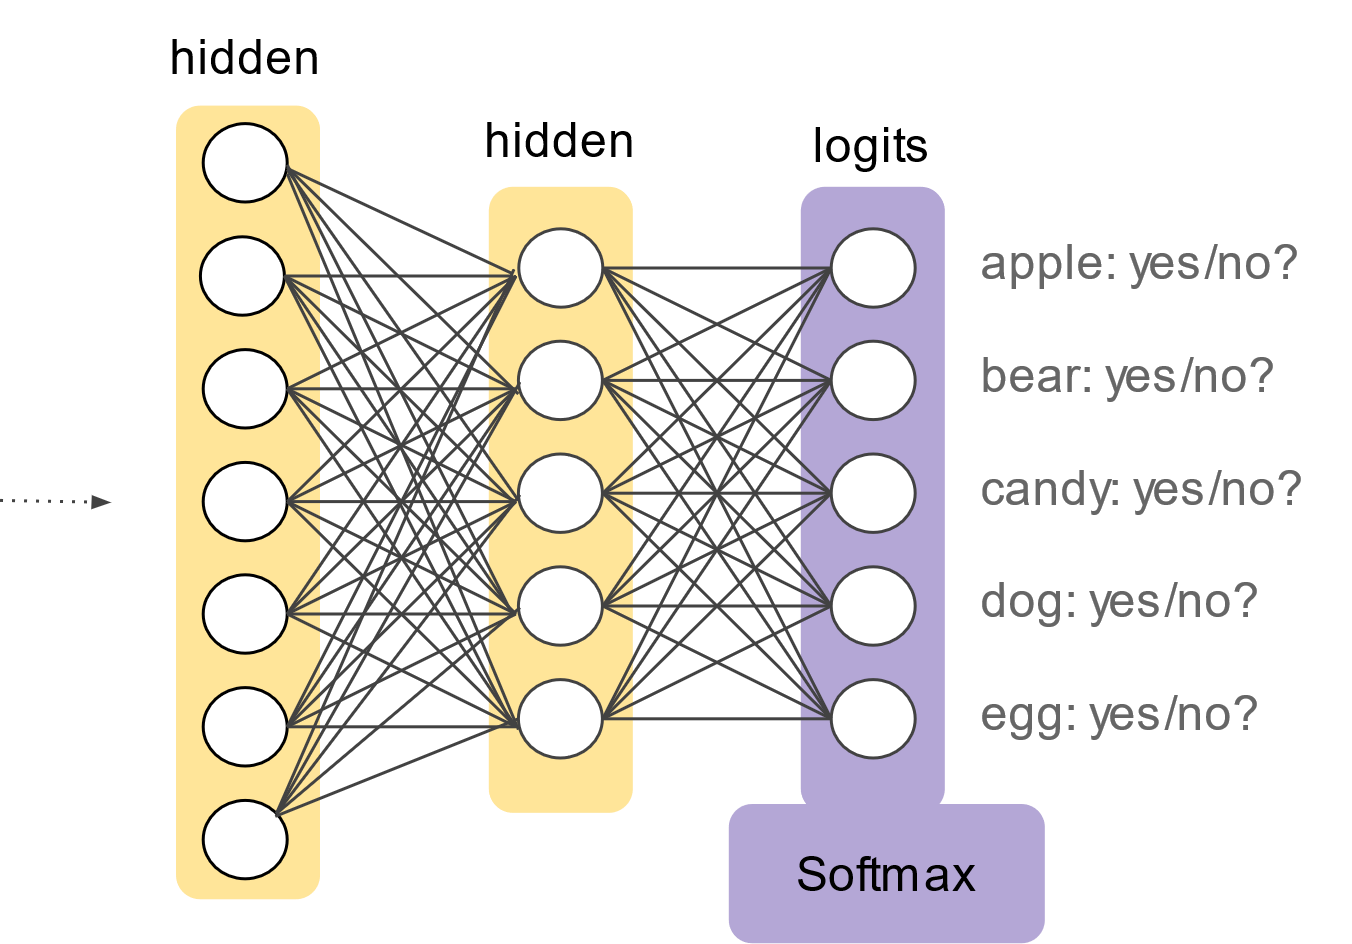 hidden
hidden
logits
apple: yes/no?
bear: yes/no?
candy: yes/no?
dog: yes/no?
egg: yes/no?
Softmax